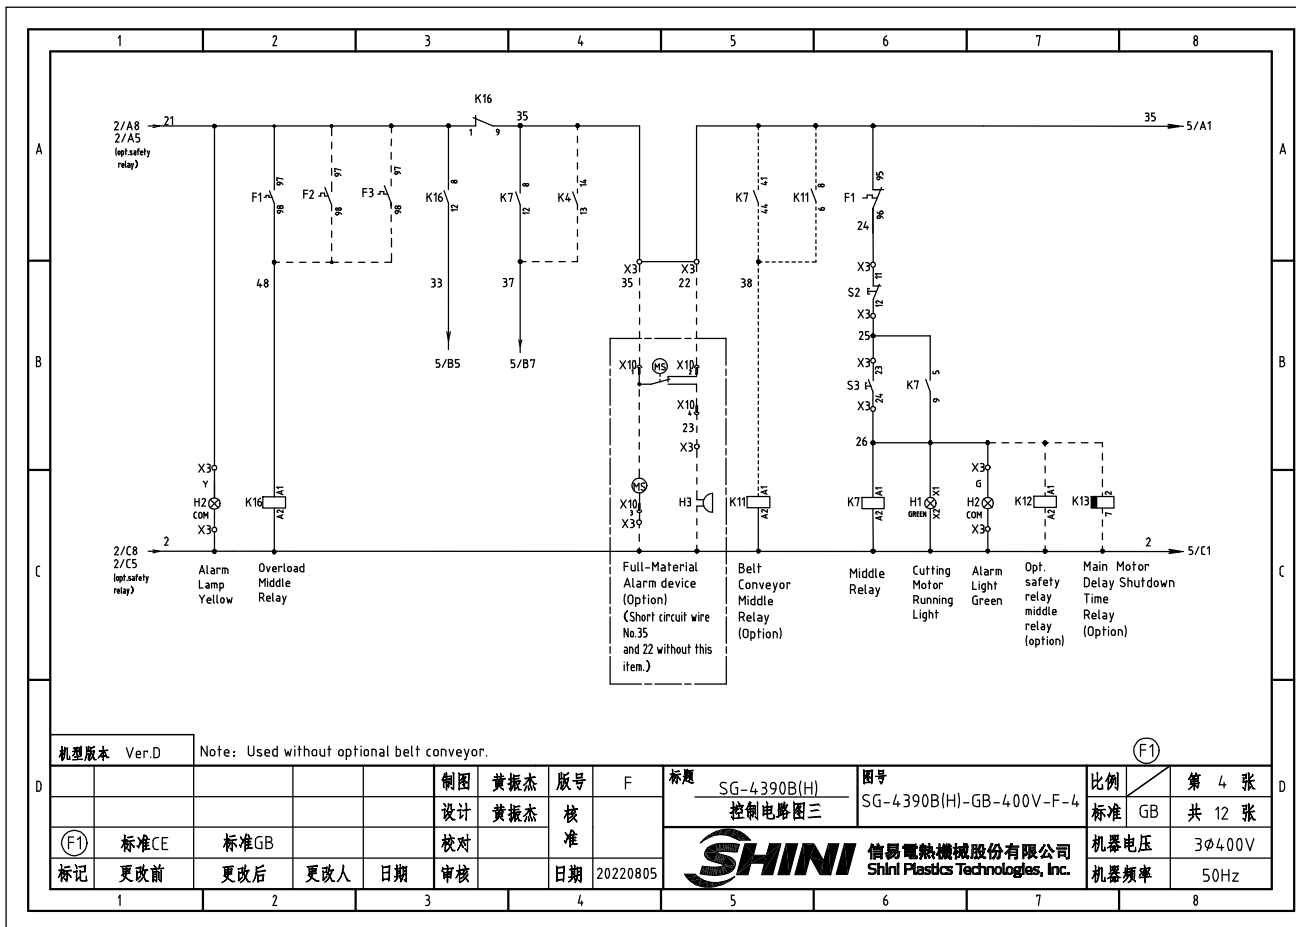 1 2 3 4 5 6 7 8
A A
B B
C C
D D
K16
2/A8 21 1 9 35 35 5/A1
2/A5
(opt.safety
relay)
F1 97 98
F2 97 98
F3 97 98
K16 8 12
K7 8 12
K4 14 13
K7 41 44
K11 8 6
F1 95 96
24
48 33 37 X3 35 X3 22 38
X3
S2 11 12
X3
25
5/B5 5/B7
X10 1 MS X10 2
X3
S3 23 24
X3
K7 5 9
X10 4
23
X3
26
X3
Y
H2
COM
X3
K16 A1 A2
MS
X10 3
X3
H3
K11 A1 A2
K7 A1 A2
H1 X1 X2
GREEN
X3
G
H2
COM
X3
K12 A1 A2
K13 2 7
2/C8 2 2 5/C1
2/C5
(opt.safety
relay)
Alarm
Lamp
Yellow
Overload
Middle
Relay
Full-Material
Alarm device
(Option)
(Short circuit wire
No.35
and 22 without this
item.)
Belt
Conveyor
Middle
Relay
(Option)
Middle
Relay
Cutting
Motor
Running
Light
Alarm
Light
Green
Opt.
safety
relay
middle
relay
(option)
Main Motor
Delay Shutdown
Time
Relay
(Option)
机型版本 Ver.D Note: Used without optional belt conveyor. F1
制图 黄振杰 版号 F 标题 SG-4390B(H) 图号 比例 第 4 张
设计 黄振杰 核准 控制电路图三 SG-4390B(H)-GB-400V-F-4 标准 GB 共 12 张
F1 标准CE 标准GB 校对 SHINI 信易電熱機械股份有限公司 机器电压 3Φ400V
标记 更改前 更改后 更改人 日期 审核 日期 20220805 Shini Plastics Technologies, Inc. 机器频率 50Hz
1 2 3 4 5 6 7 8